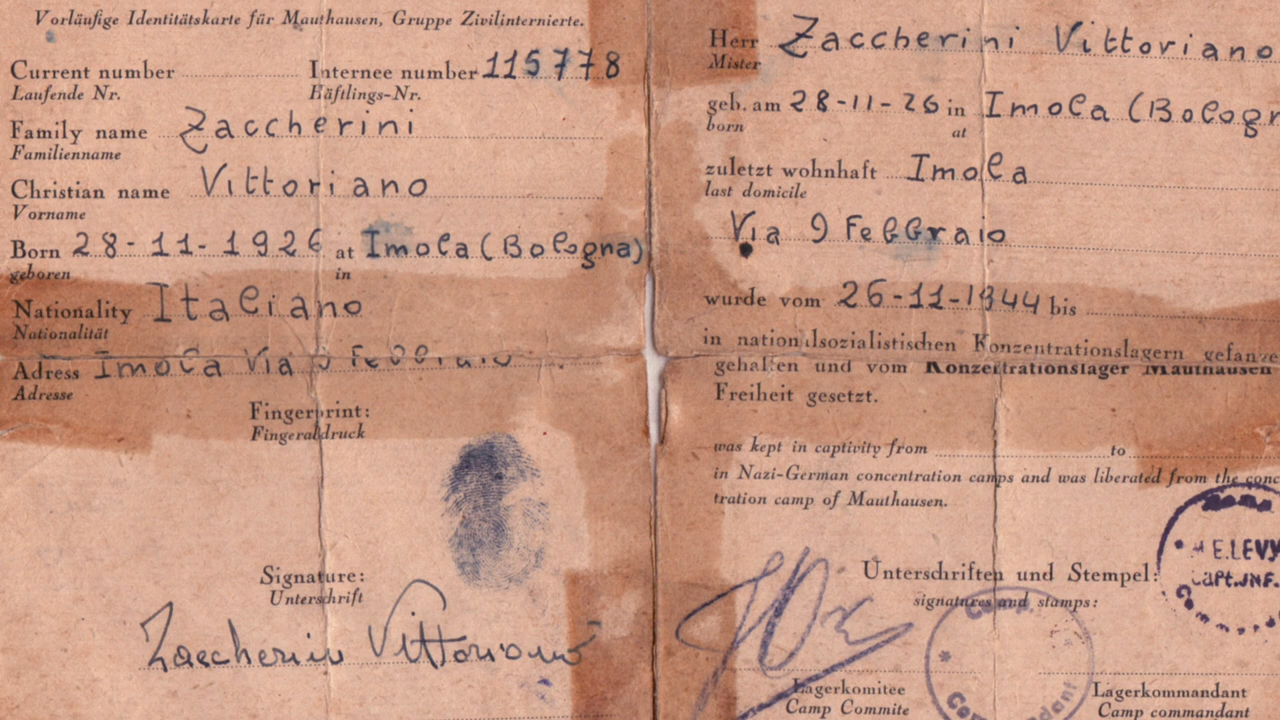 Vorläufige Identitätskarte für Mauthausen, Gruppe Zivilinternierte.
Current number Internee number 115778
Laufende Nr. Häftlings-Nr.
Family name Zaccherini
Familienname
Christian name Vittoriano
Vorname
Born 28-11-1926 at Imola (Bologna)
geboren in
Nationality Italiano
Nationalität
Adress Imola Via 9 Febbraio
Adresse
Fingerprint:
Fingerabdruck
Signature:
Unterschrift
Zaccherini Vittoriano
Herr Zaccherini Vittoriano
Mister
geb. am 28-11-26 in Imola (Bologn
born at
zuletzt wohnhaft Imola
last domicile
Via 9 Febbraio
wurde vom 26-11-1944 bis
in nationalsozialistischen Konzentrationslagern gefange
gehalten und vom Konzentrationslager Mauthausen
Freiheit gesetzt.
was kept in captivity from to
in Nazi-German concentration camps and was liberated from the conc
tration camp of Mauthausen.
M.E.LEVY
Capt.JNF.
Unterschriften und Stempel:
signatures and stamps:
Lagerkomitee Lagerkommandant
Camp Commite Camp commandant